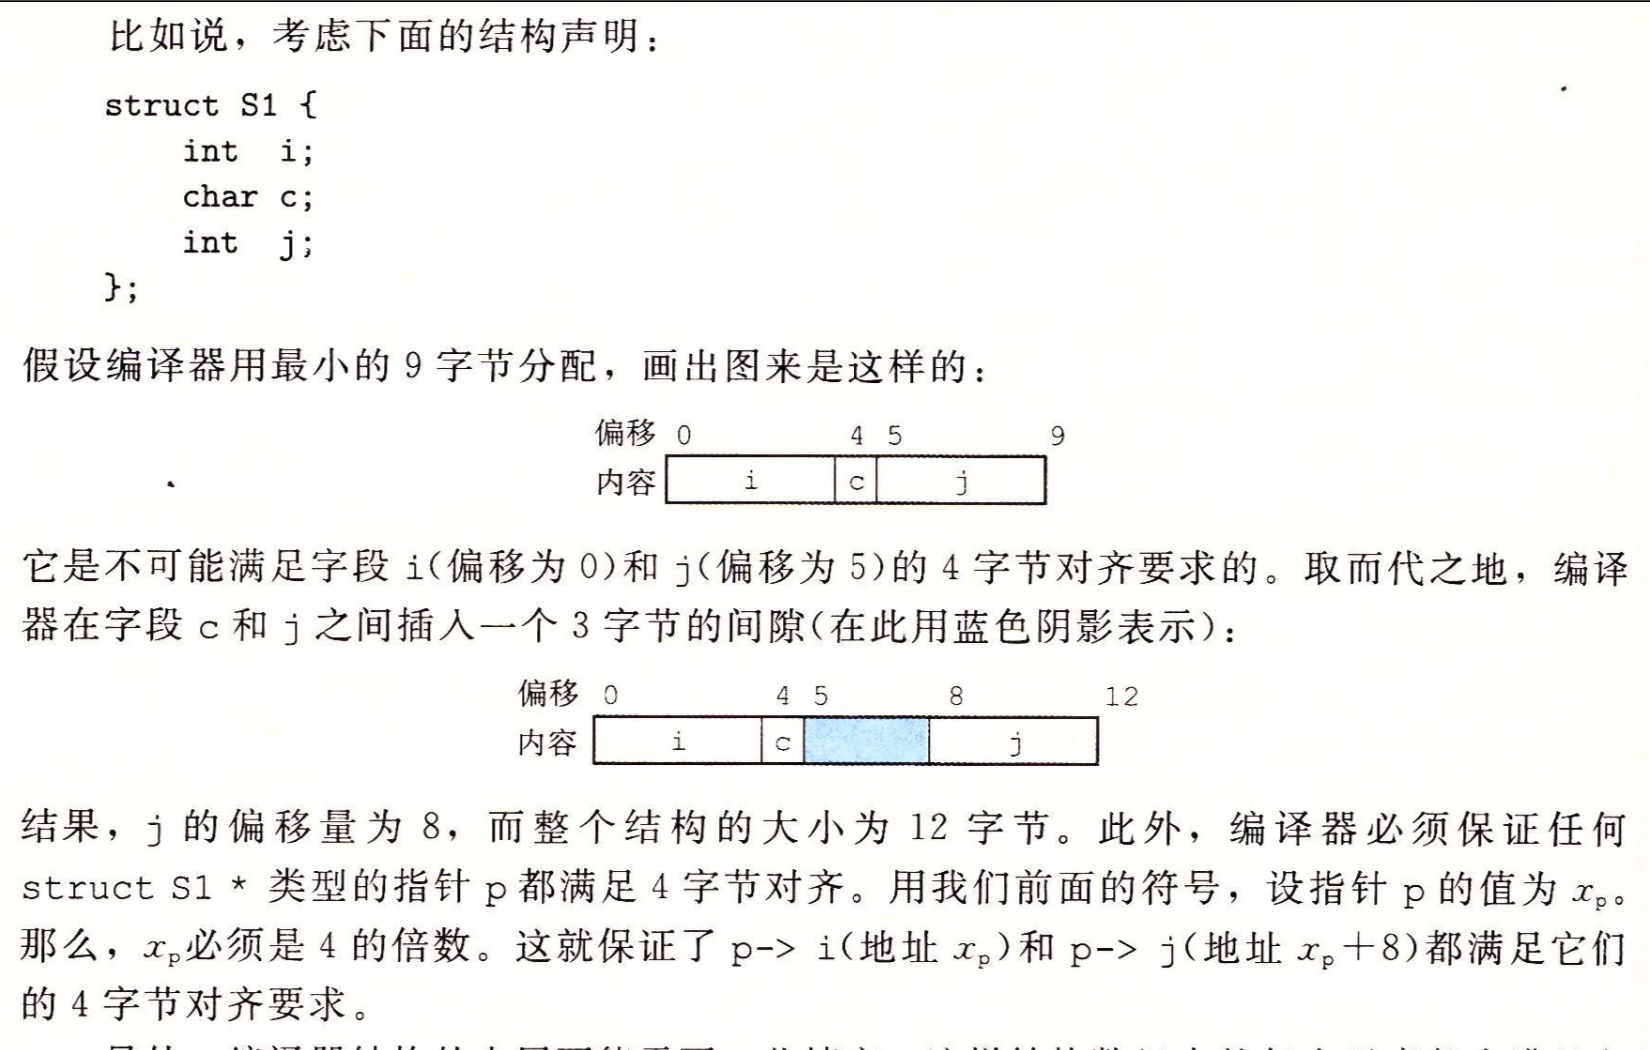 比如说，考虑下面的结构声明：
struct S1 {
    int  i;
    char c;
    int  j;
};
假设编译器用最小的 9 字节分配，画出图来是这样的：
偏移 0 4 5 9
内容 i c j
它是不可能满足字段 i(偏移为 0)和 j(偏移为 5)的 4 字节对齐要求的。取而代之地，编译
器在字段 c 和 j 之间插入一个 3 字节的间隙(在此用蓝色阴影表示)：
偏移 0 4 5 8 12
内容 i c j
结果，j 的偏移量为 8，而整个结构的大小为 12 字节。此外，编译器必须保证任何
struct S1 * 类型的指针 p 都满足 4 字节对齐。用我们前面的符号，设指针 p 的值为 xp。
那么，xp必须是 4 的倍数。这就保证了 p-> i(地址 xp)和 p-> j(地址 xp+8)都满足它们
的 4 字节对齐要求。